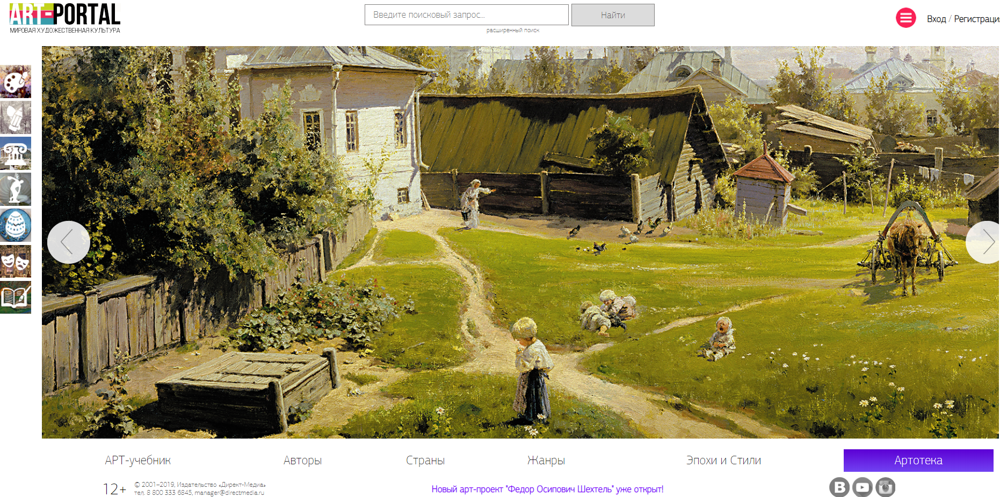 ART-PORTAL
МИРОВАЯ ХУДОЖЕСТВЕННАЯ КУЛЬТУРА
Введите поисковый запрос...
Найти
расширенный поиск
Вход / Регистрация
АРТ-учебник
Авторы
Страны
Жанры
Эпохи и Стили
Артотека
12+
© 2001–2019, Издательство «Директ-Медиа»
тел. 8 800 333 6845, manager@directmedia.ru
Новый арт-проект "Федор Осипович Шехтель" уже открыт!
B